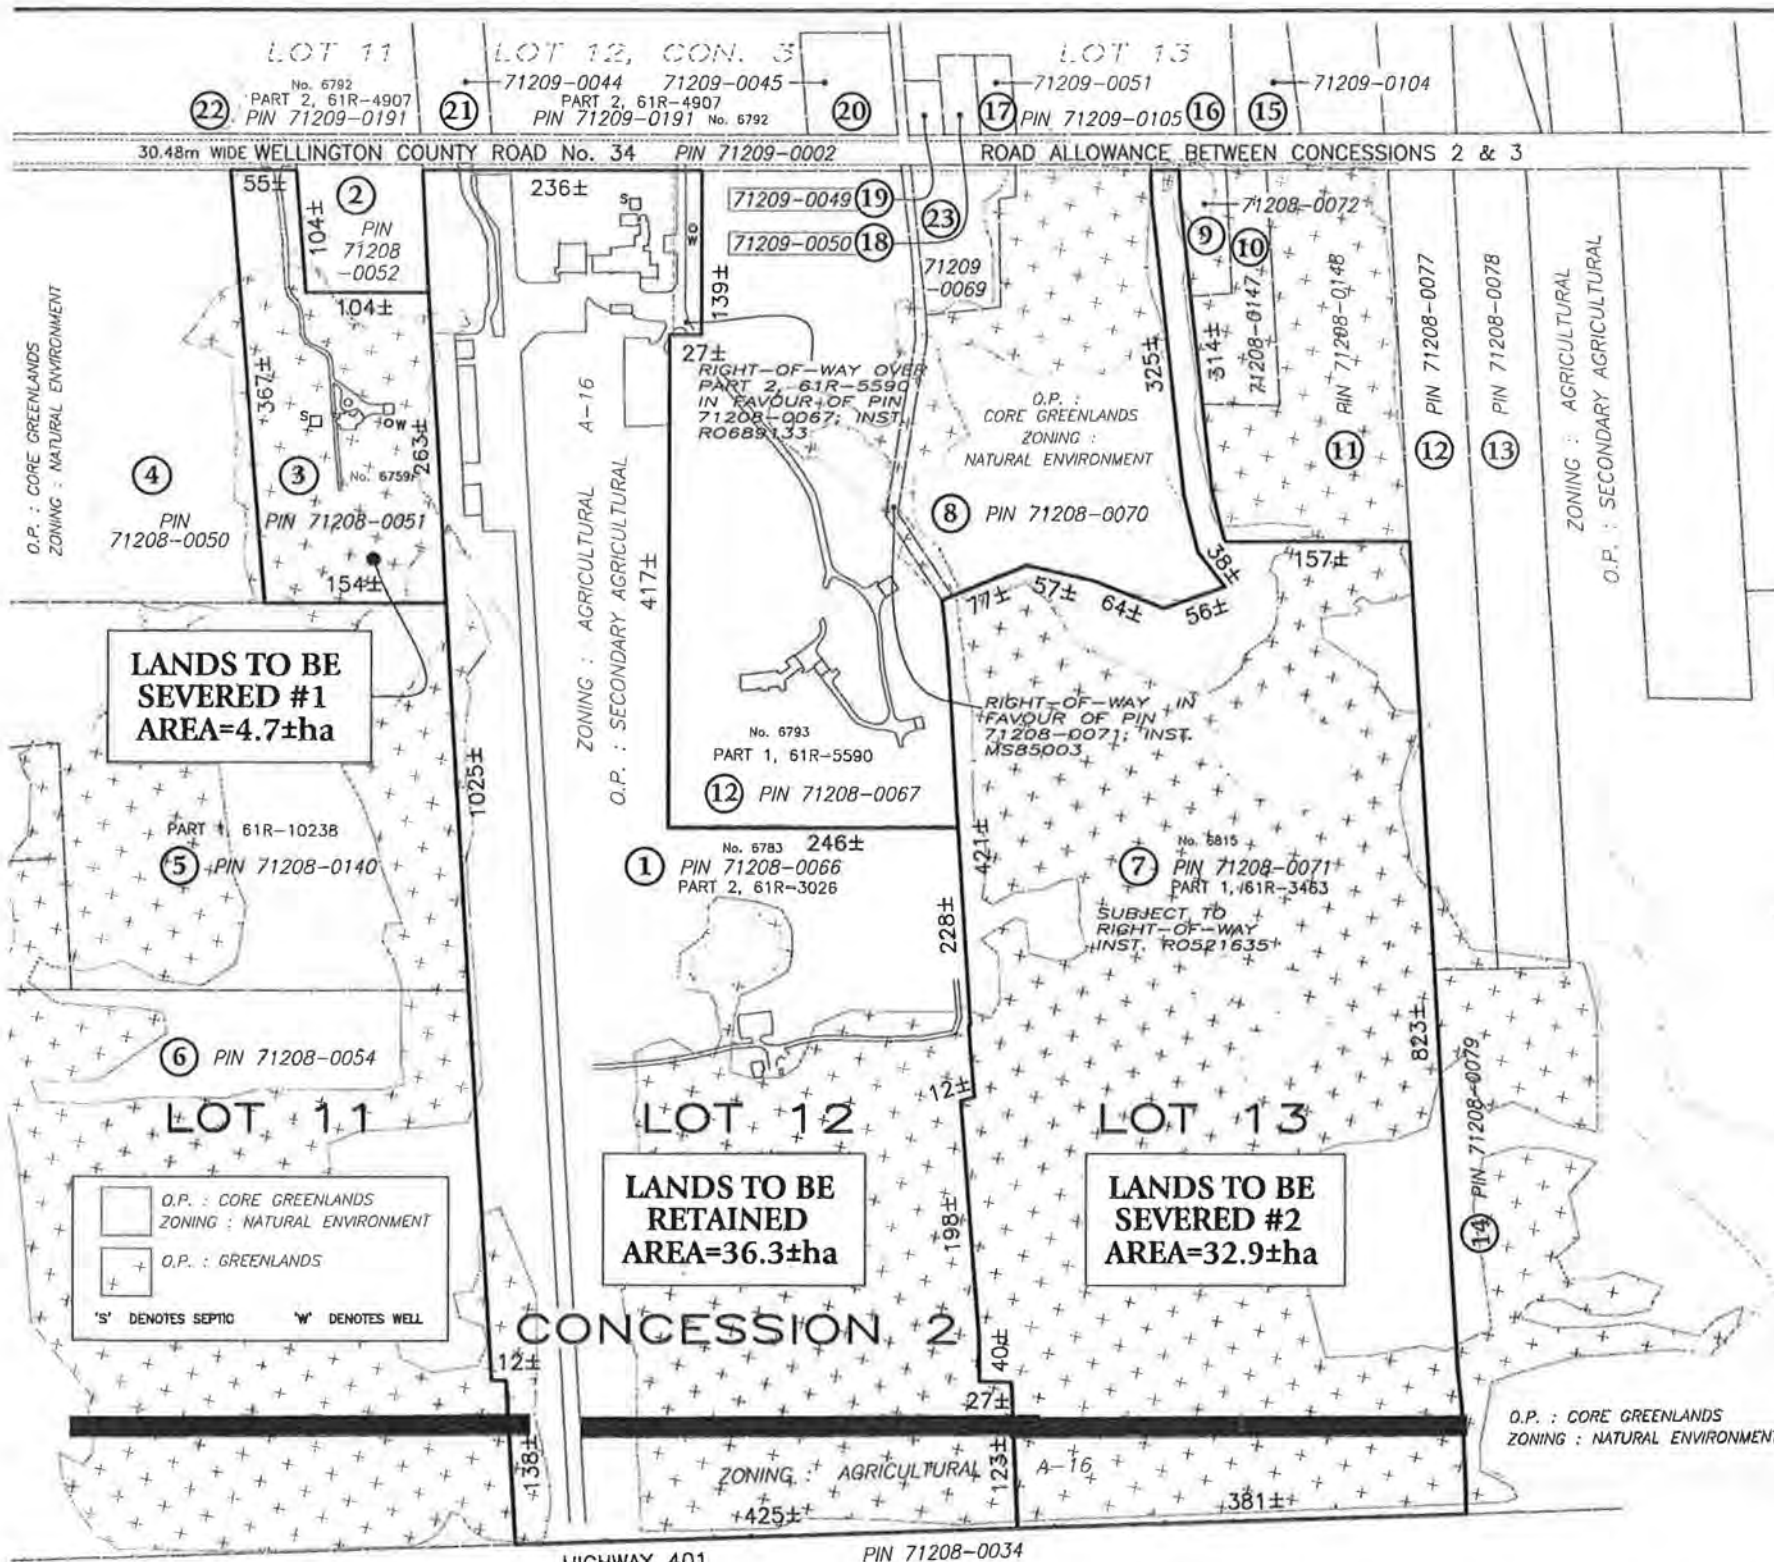 LOT 11
LOT 12, CON. 3
LOT 13
No. 6792
PART 2, 61R-4907
22 PIN 71209-0191
21
71209-0044
71209-0045
PART 2, 61R-4907
PIN 71209-0191 No. 6792
20
71209-0051
17 PIN 71209-0105 16 15
71209-0104
30.48m WIDE WELLINGTON COUNTY ROAD No. 34 PIN 71209-0002 ROAD ALLOWANCE BETWEEN CONCESSIONS 2 & 3
55±
2
PIN
71208
-0052
104±
104±
236±
S
W
139±
27±
71209-0049 19
71209-0050 18
23
71209
-0069
71208-0072
9
10
71208-0147
11
PIN 71208-0148
12
PIN 71208-0077
13
PIN 71208-0078
ZONING : AGRICULTURAL
O.P. : SECONDARY AGRICULTURAL
O.P. : CORE GREENLANDS
ZONING : NATURAL ENVIRONMENT
367±
263±
S
W
4
PIN
71208-0050
3
No. 6759
PIN 71208-0051
154±
RIGHT-OF-WAY OVER
PART 2, 61R-5590
IN FAVOUR OF PIN
71208-0067; INST.
RO689133
A-16
ZONING : AGRICULTURAL
O.P. : SECONDARY AGRICULTURAL
417±
O.P. :
CORE GREENLANDS
ZONING :
NATURAL ENVIRONMENT
8 PIN 71208-0070
325±
314±
38±
157±
77±
57±
64±
56±
LANDS TO BE
SEVERED #1
AREA=4.7±ha
1025±
RIGHT-OF-WAY IN
FAVOUR OF PIN
71208-0071; INST.
MS85003
No. 6793
PART 1, 61R-5590
12 PIN 71208-0067
PART 1, 61R-10238
5 PIN 71208-0140
No. 6783
246±
1 PIN 71208-0066
PART 2, 61R-3026
421±
228±
No. 6815
7 PIN 71208-0071
PART 1, 61R-3463
SUBJECT TO
RIGHT-OF-WAY
INST. RO521635
823±
6 PIN 71208-0054
14 PIN 71208-0079
12±
LOT 11
LOT 12
LOT 13
LANDS TO BE
RETAINED
AREA=36.3±ha
198±
LANDS TO BE
SEVERED #2
AREA=32.9±ha
O.P. : CORE GREENLANDS
ZONING : NATURAL ENVIRONMENT
O.P. : GREENLANDS
'S' DENOTES SEPTIC 'W' DENOTES WELL
CONCESSION 2
12±
40±
27±
138±
123±
ZONING : AGRICULTURAL A-16
425±
381±
O.P. : CORE GREENLANDS
ZONING : NATURAL ENVIRONMENT
HIGHWAY 401
PIN 71208-0034